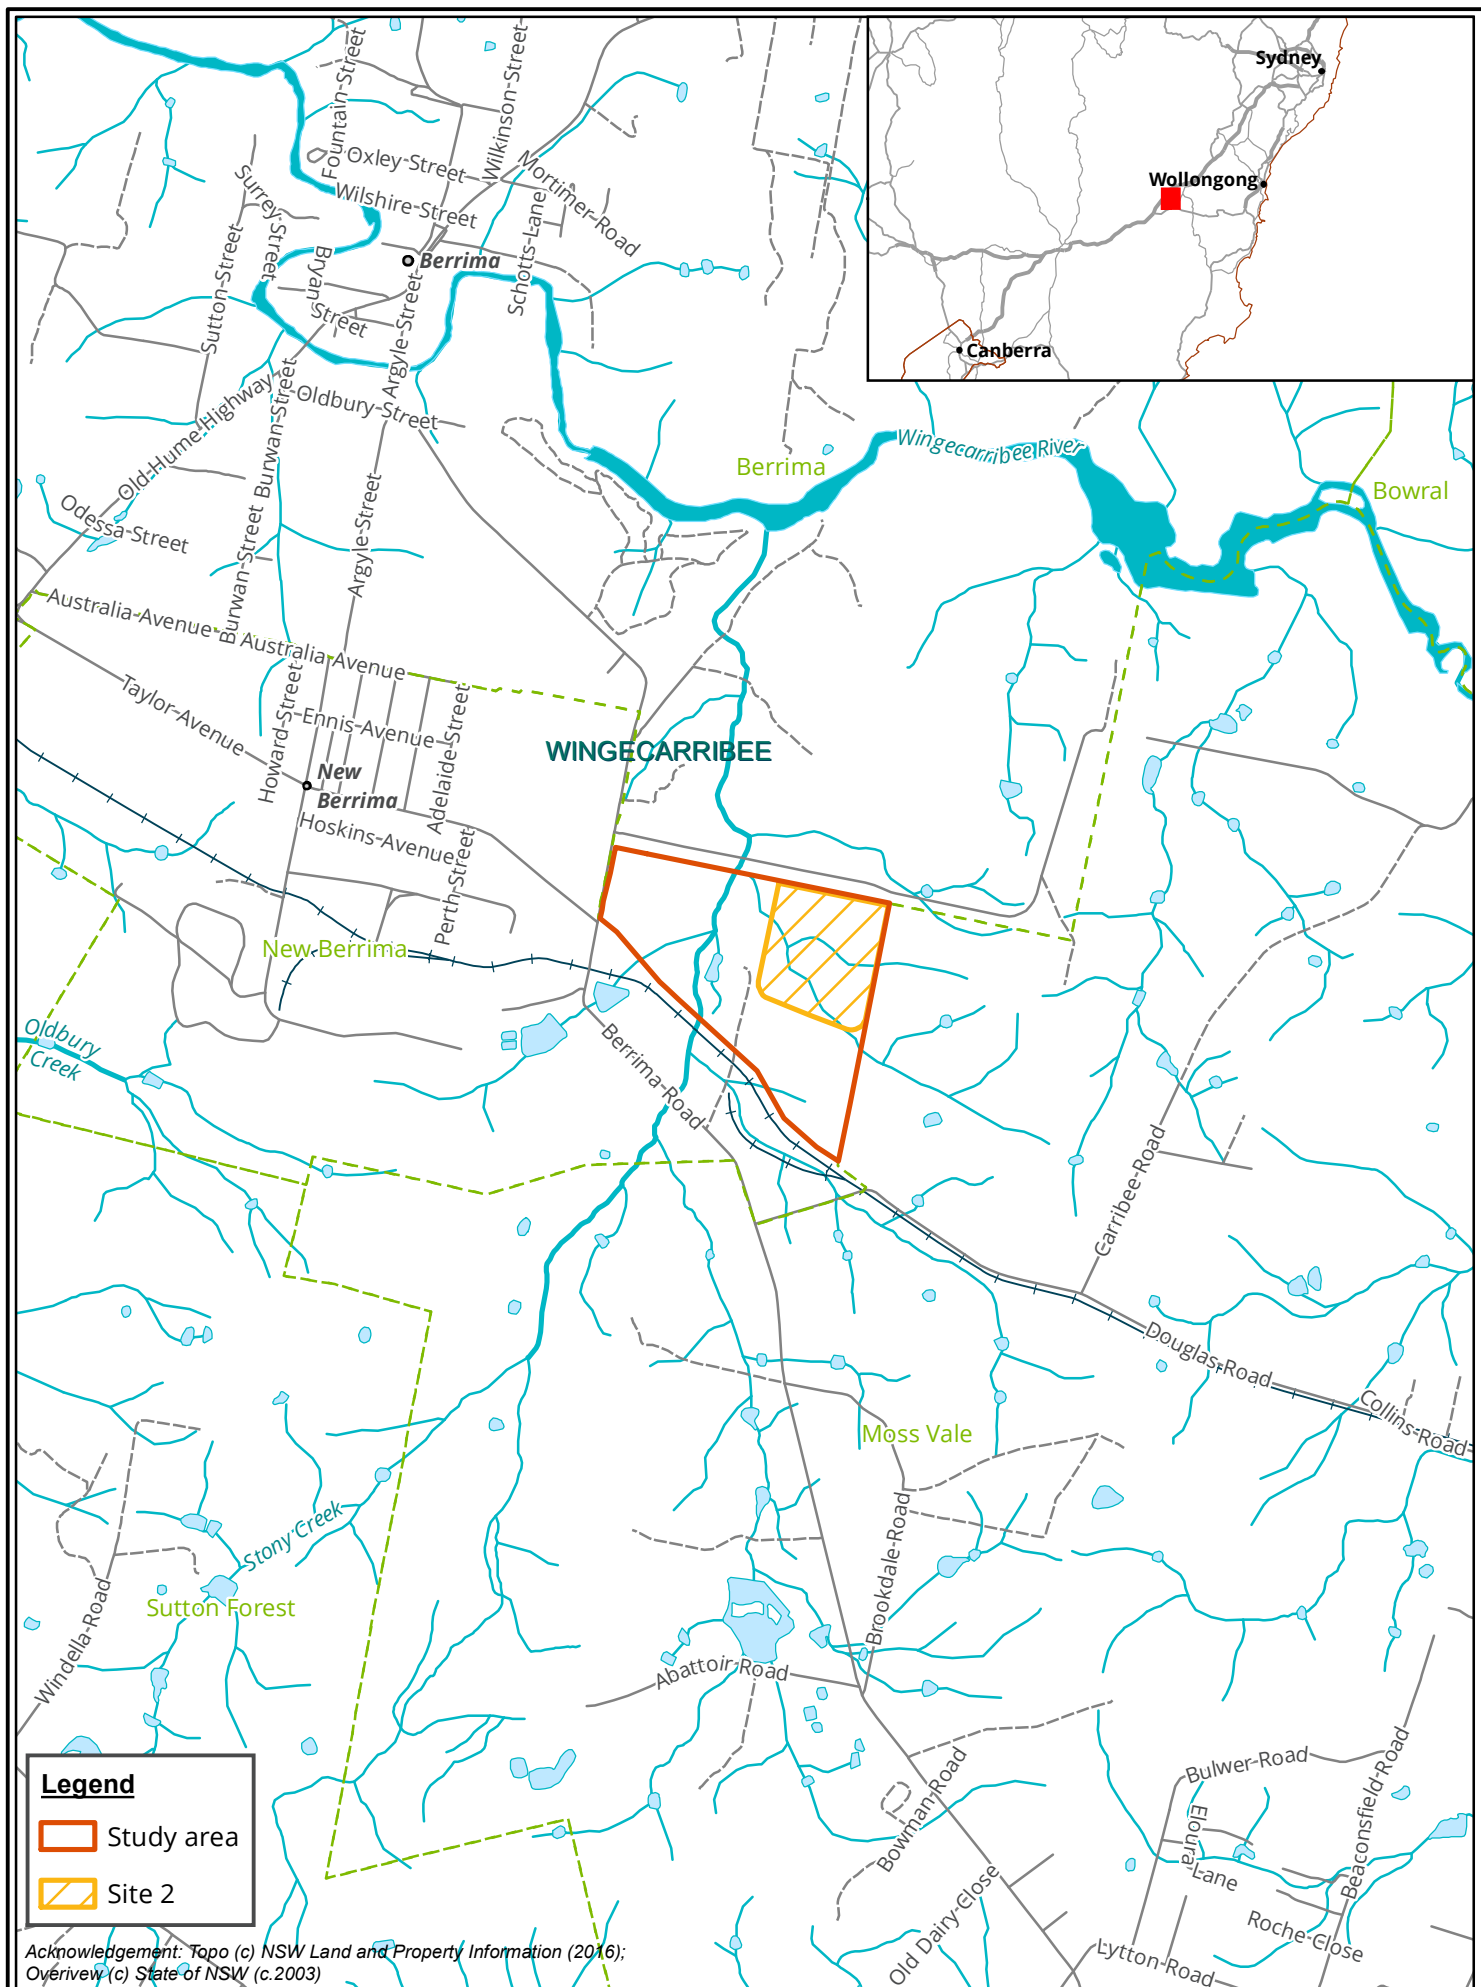 Sydney
Wollongong
Canberra
Fountain Street
Wilkinson Street
Oxley Street
Mortimer Road
Wilshire Street
Surrey Street
Schotts Lane
Sutton Street
Bryan Street
Berrima
Argyle Street
Oldbury Street
Old Hume Highway
Burwan Street
Wingecarribee River
Berrima
Bowral
Odessa Street
Burwan Street
Argyle Street
Australia Avenue
Australia Avenue
Taylor Avenue
Howard Street
Ennis Avenue
Adelaide Street
WINGECARRIBEE
New
Berrima
Hoskins Avenue
Perth Street
New Berrima
Oldbury
Creek
Berrima Road
Carribee Road
Douglas Road
Collins Road
Moss Vale
Stony Creek
Brookdale Road
Sutton Forest
Windella Road
Abattoir Road
Bowman Road
Bulwer Road
Beaconsfield Road
Eloura Lane
Old Dairy Close
Roche Close
Lytton Road
Legend
Study area
Site 2
Acknowledgement: Topo (c) NSW Land and Property Information (2016);
Overivew (c) State of NSW (c.2003)